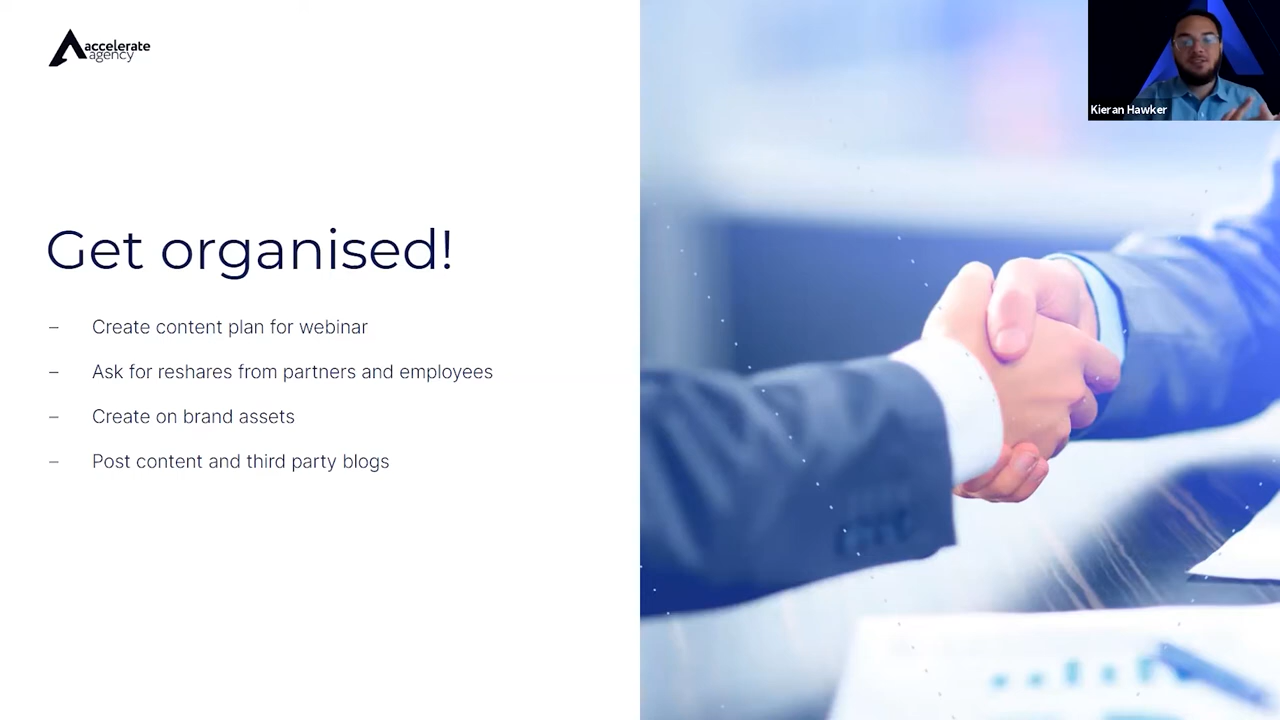 accelerate
agency
Kieran Hawker
Get organised!
– Create content plan for webinar
– Ask for reshares from partners and employees
– Create on brand assets
– Post content and third party blogs